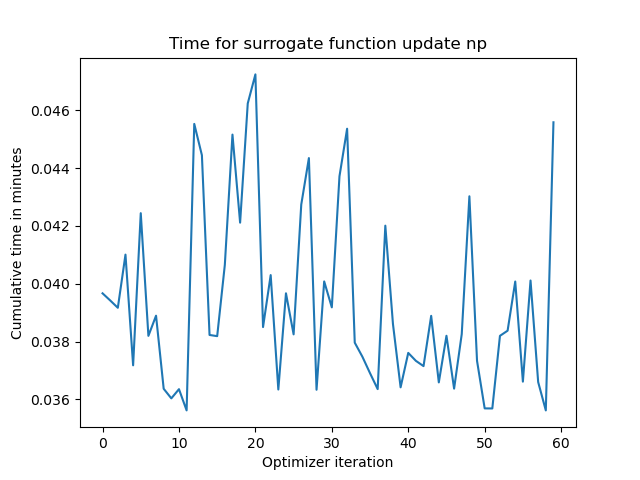 Time for surrogate function update np
0.046
0.044
0.042
0.040
0.038
0.036
Cumulative time in minutes
0 10 20 30 40 50 60
Optimizer iteration